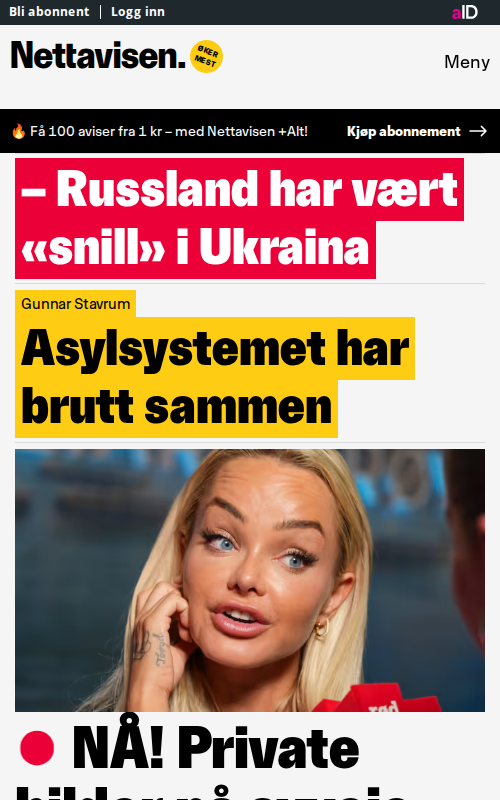 Bli abonnent | Logg inn
aID
Nettavisen.
ØKER
MEST
Meny
🔥 Få 100 aviser fra 1 kr – med Nettavisen +Alt!
Kjøp abonnement →
– Russland har vært
«snill» i Ukraina
Gunnar Stavrum
Asylsystemet har
brutt sammen
NÅ! Private